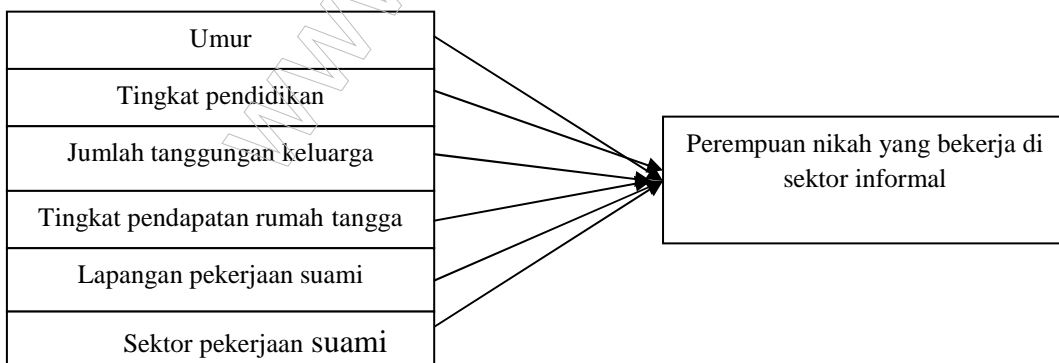 Umur
Tingkat pendidikan
Jumlah tanggungan keluarga
Tingkat pendapatan rumah tangga
Lapangan pekerjaan suami
Sektor pekerjaan suami
Perempuan nikah yang bekerja di
sektor informal